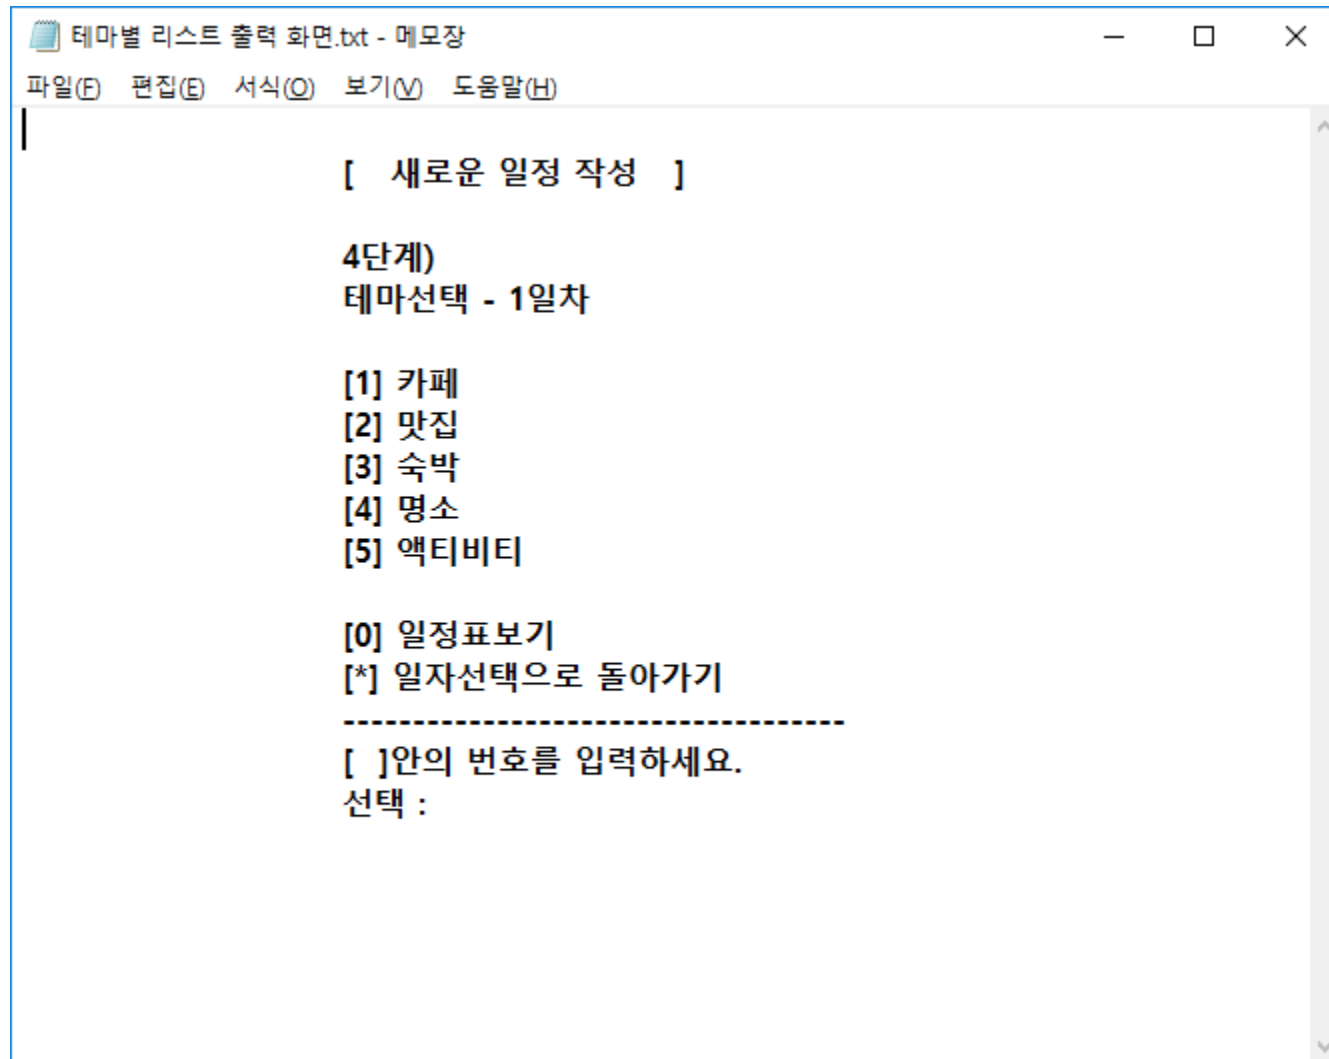 테마별 리스트 출력 화면.txt - 메모장
파일(F) 편집(E) 서식(O) 보기(V) 도움말(H)
[ 새로운 일정 작성 ]
4단계)
테마선택 - 1일차
[1] 카페
[2] 맛집
[3] 숙박
[4] 명소
[5] 액티비티
[0] 일정표보기
[*] 일자선택으로 돌아가기
------------------------------------
[ ]안의 번호를 입력하세요.
선택 :